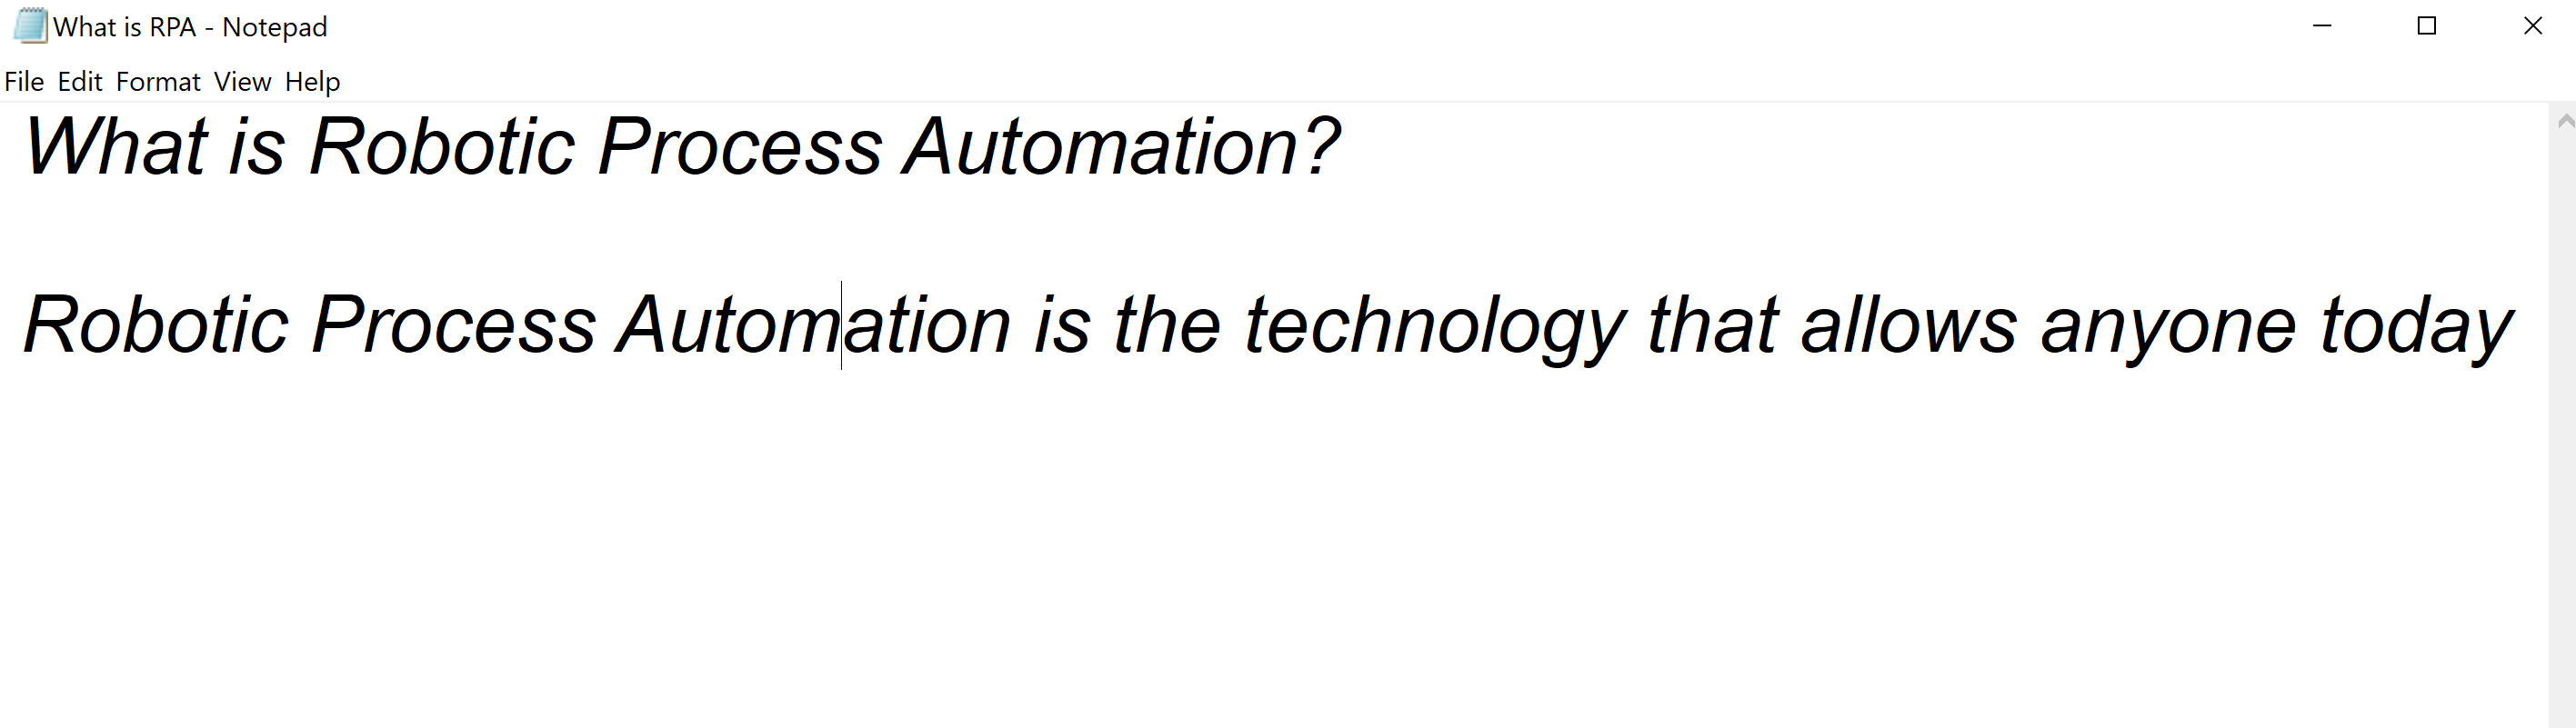 What is RPA - Notepad
File Edit Format View Help
What is Robotic Process Automation?
Robotic Process Automation is the technology that allows anyone today